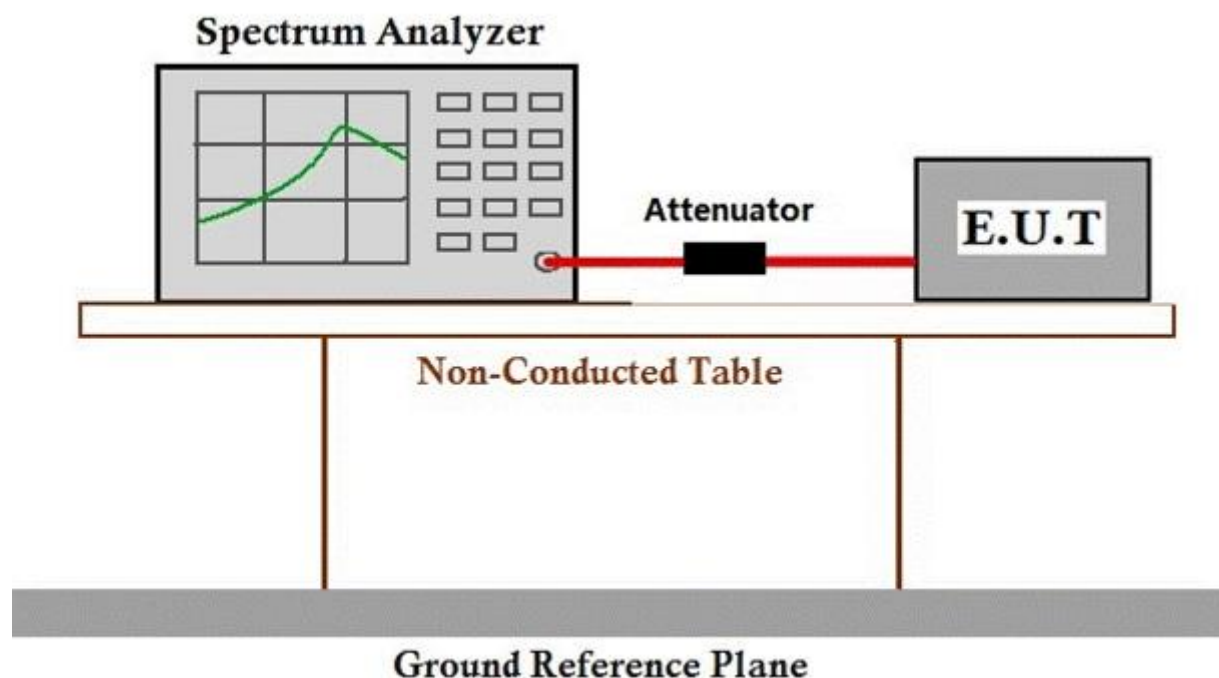 Spectrum Analyzer
Attenuator
E.U.T
Non-Conducted Table
Ground Reference Plane